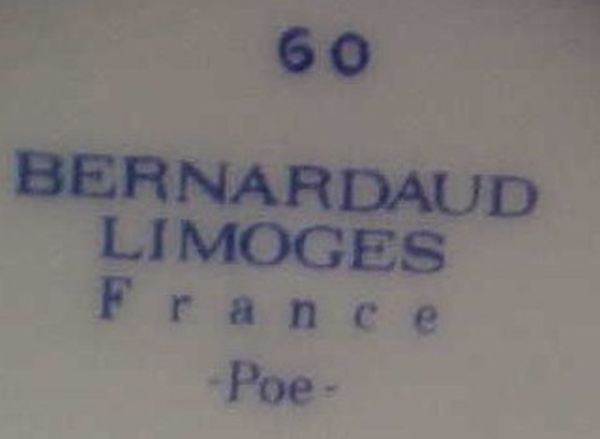 60
BERNARDAUD
LIMOGES
France
-Poe-